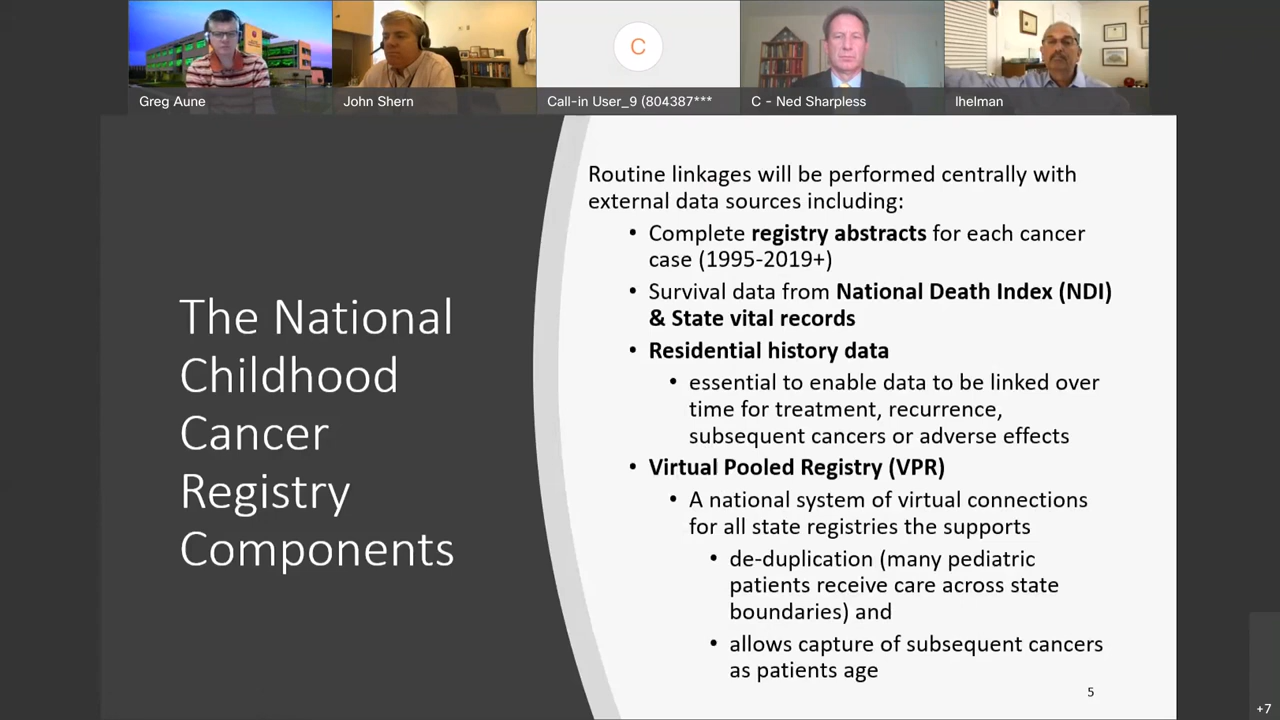 C
Greg Aune
John Shern
Call-in User_9 (804387***
C - Ned Sharpless
lhelman
The National
Childhood
Cancer
Registry
Components
Routine linkages will be performed centrally with
external data sources including:
• Complete registry abstracts for each cancer
case (1995-2019+)
• Survival data from National Death Index (NDI)
& State vital records
• Residential history data
• essential to enable data to be linked over
time for treatment, recurrence,
subsequent cancers or adverse effects
• Virtual Pooled Registry (VPR)
• A national system of virtual connections
for all state registries the supports
• de-duplication (many pediatric
patients receive care across state
boundaries) and
• allows capture of subsequent cancers
as patients age
5
+7